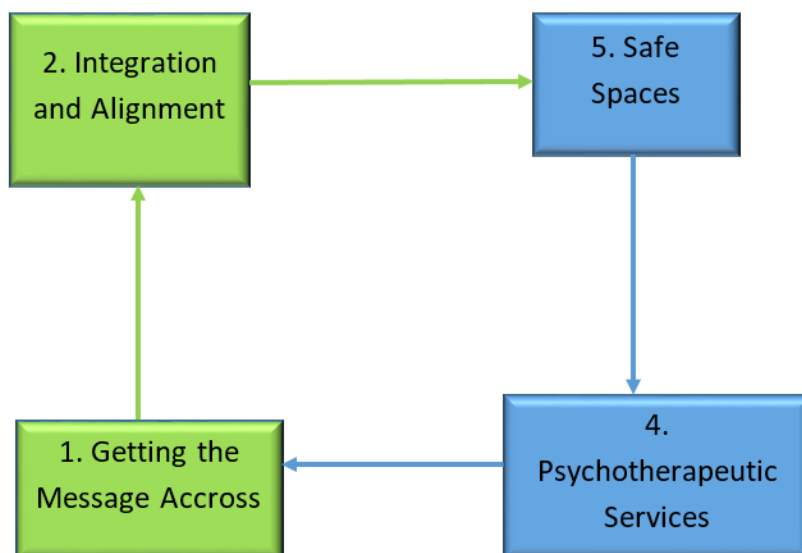 2. Integration
and Alignment
5. Safe
Spaces
1. Getting the
Message Accross
4.
Psychotherapeutic
Services